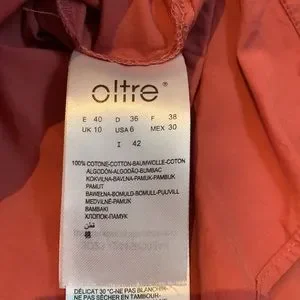 oltre®
E 40 D 36 F 38
UK 10 USA 6 MEX 30
I 42
100% COTONE-COTTON-BAUMWOLLE-COTON
ALGODÓN-ALGODÃO-BUMBAC
KOKVILNA-BAVLNA-PAMUK-PAMBUK
PAMUT
BAWEŁNA-BOMULD-BOMULL-PUUVILL
MEDVILNĖ-PAMUK
BAMBAKI
ХЛОПОК-ПАМУК
قطن
棉
DÉLICAT 30°C-NE PAS BLANCHIR-
NE PAS SÉCHER EN TAMBOUR-